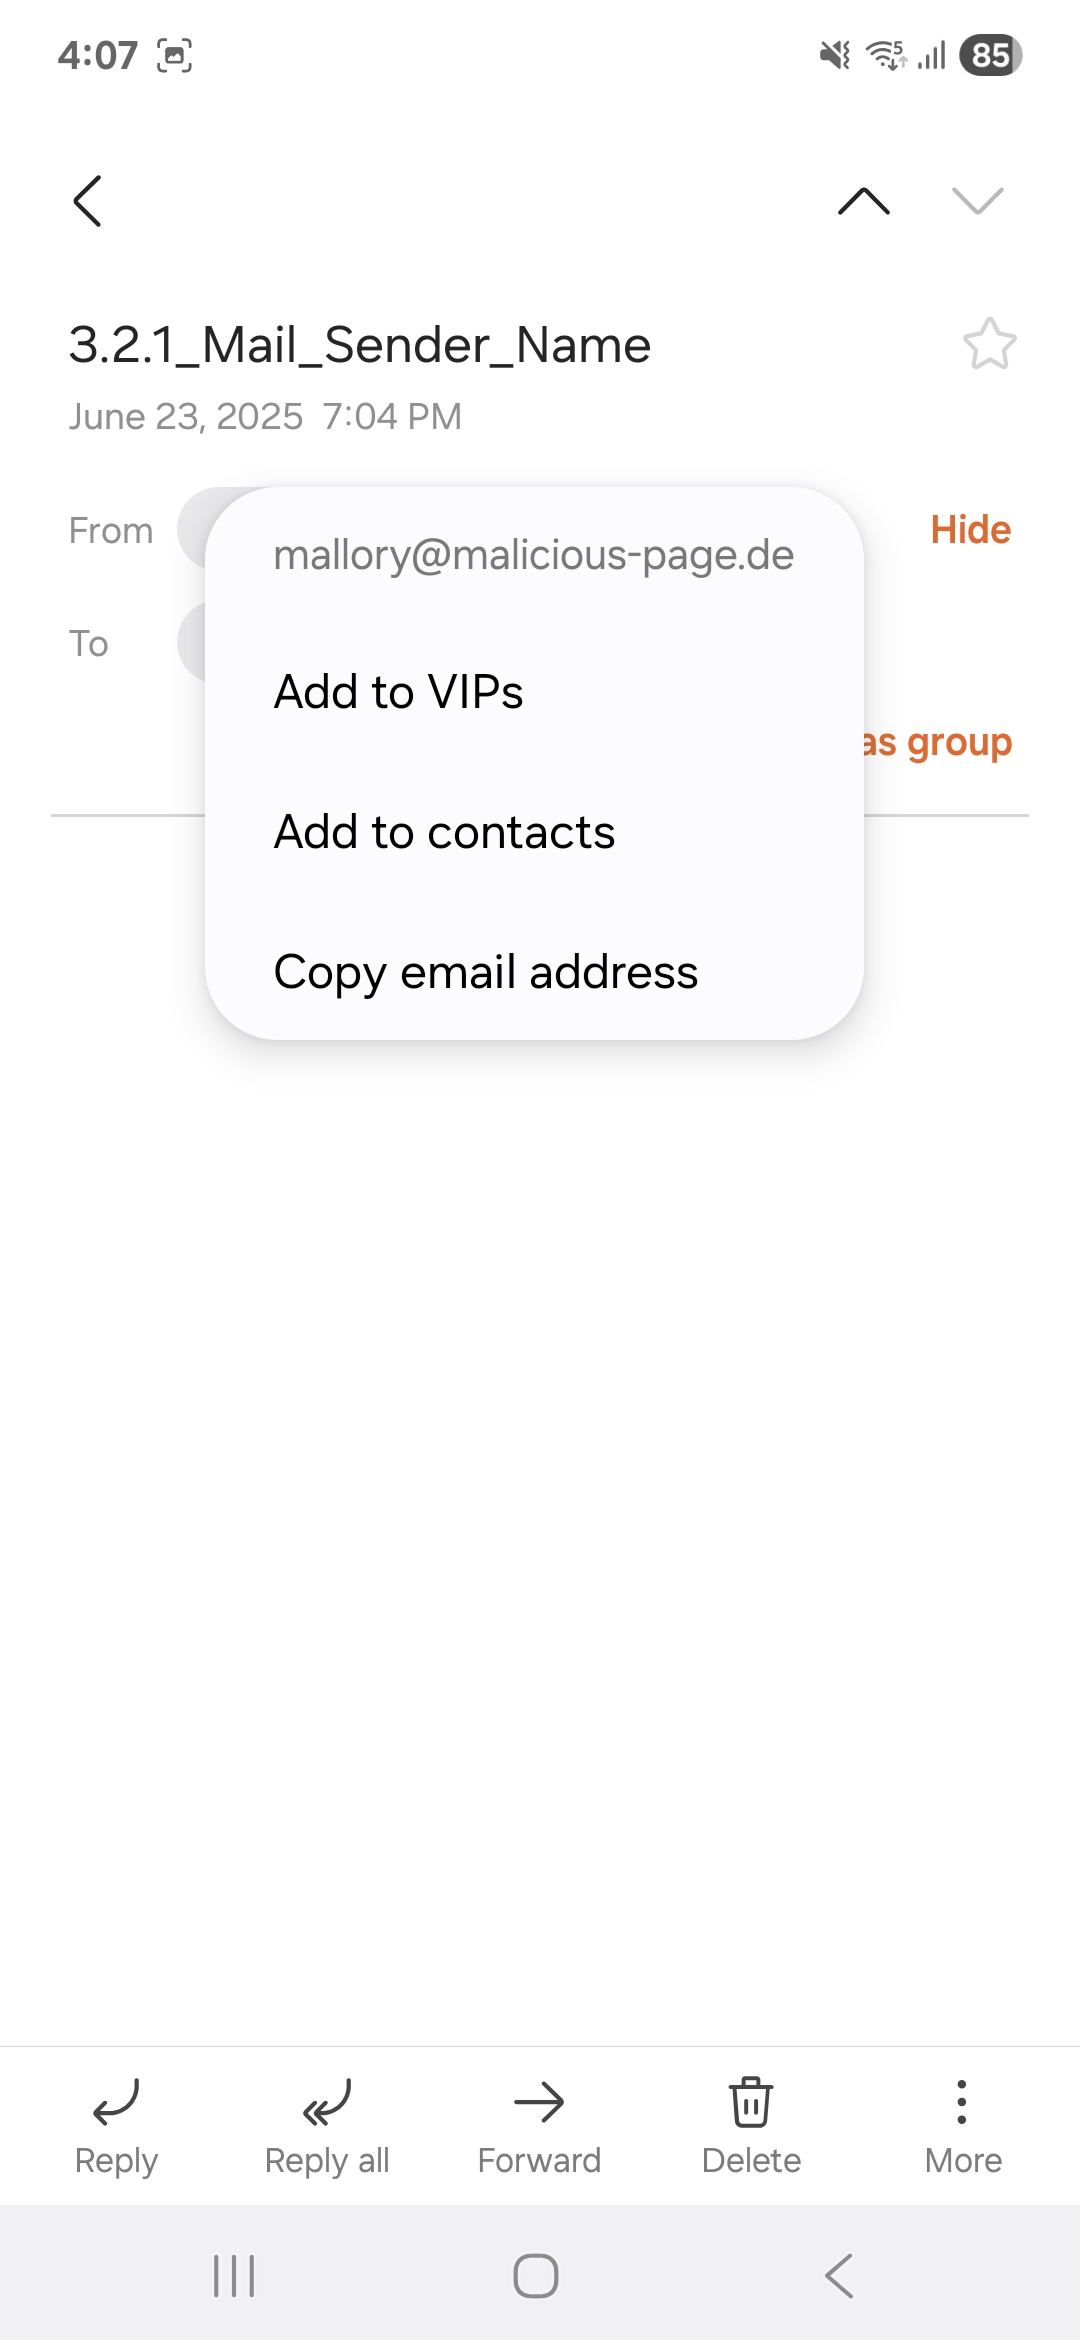 4:07
5
85
3.2.1_Mail_Sender_Name
June 23, 2025 7:04 PM
From
Hide
mallory@malicious-page.de
To
Add to VIPs
as group
Add to contacts
Copy email address
Reply
Reply all
Forward
Delete
More